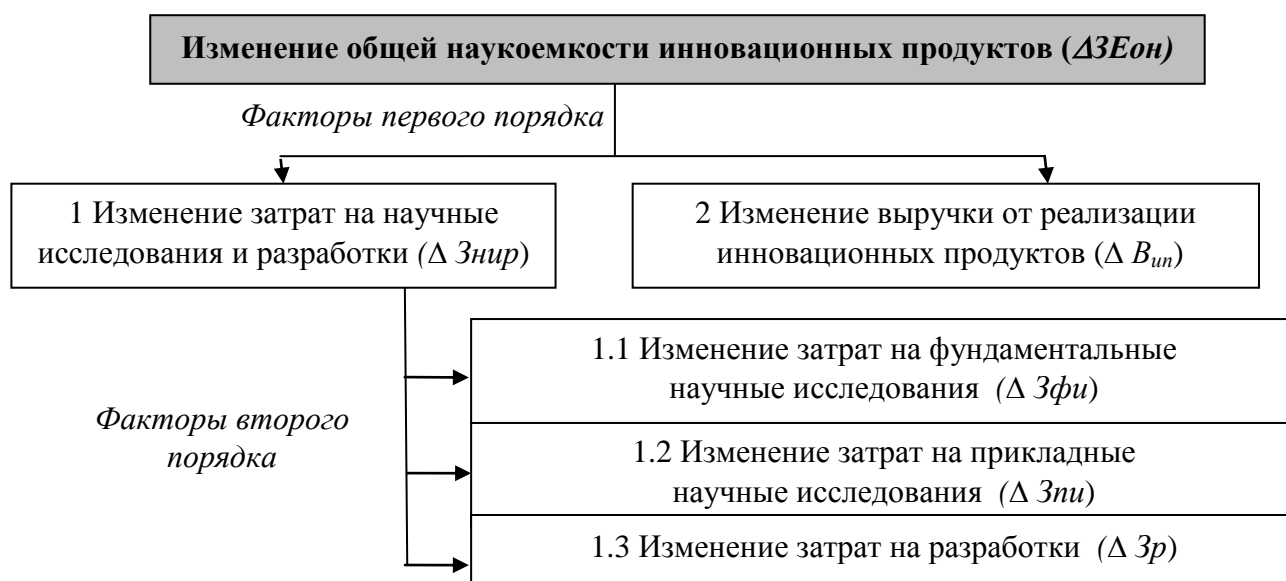 Изменение общей наукоемкости инновационных продуктов (ΔЗЕон)
Факторы первого порядка
1 Изменение затрат на научные
исследования и разработки (Δ Знир)
2 Изменение выручки от реализации
инновационных продуктов (Δ Вип)
1.1 Изменение затрат на фундаментальные
научные исследования (Δ Зфи)
Факторы второго
порядка
1.2 Изменение затрат на прикладные
научные исследования (Δ Зпи)
1.3 Изменение затрат на разработки (Δ Зр)